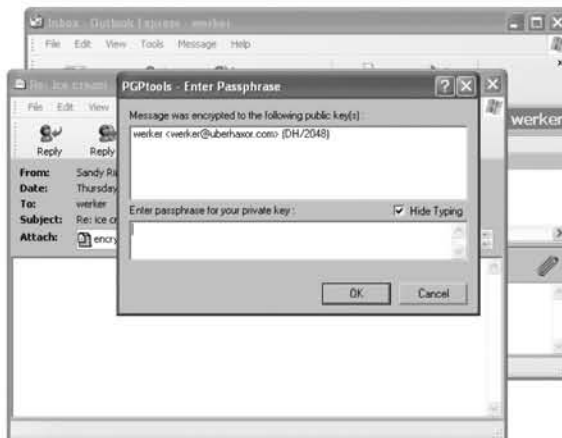 Inbox - Outlook Express - werker
File Edit View Tools Message Help
Re: Ice cream
File Edit View
Reply Reply
werker
From: Sandy Ra
Date: Thursday
To: werker
Subject: Re: ice cr
Attach: encry
PGPtools - Enter Passphrase
Message was encrypted to the following public key(s) :
werker <werker@uberhaxor.com> (DH/2048)
Enter passphrase for your private key :
Hide Typing
OK Cancel